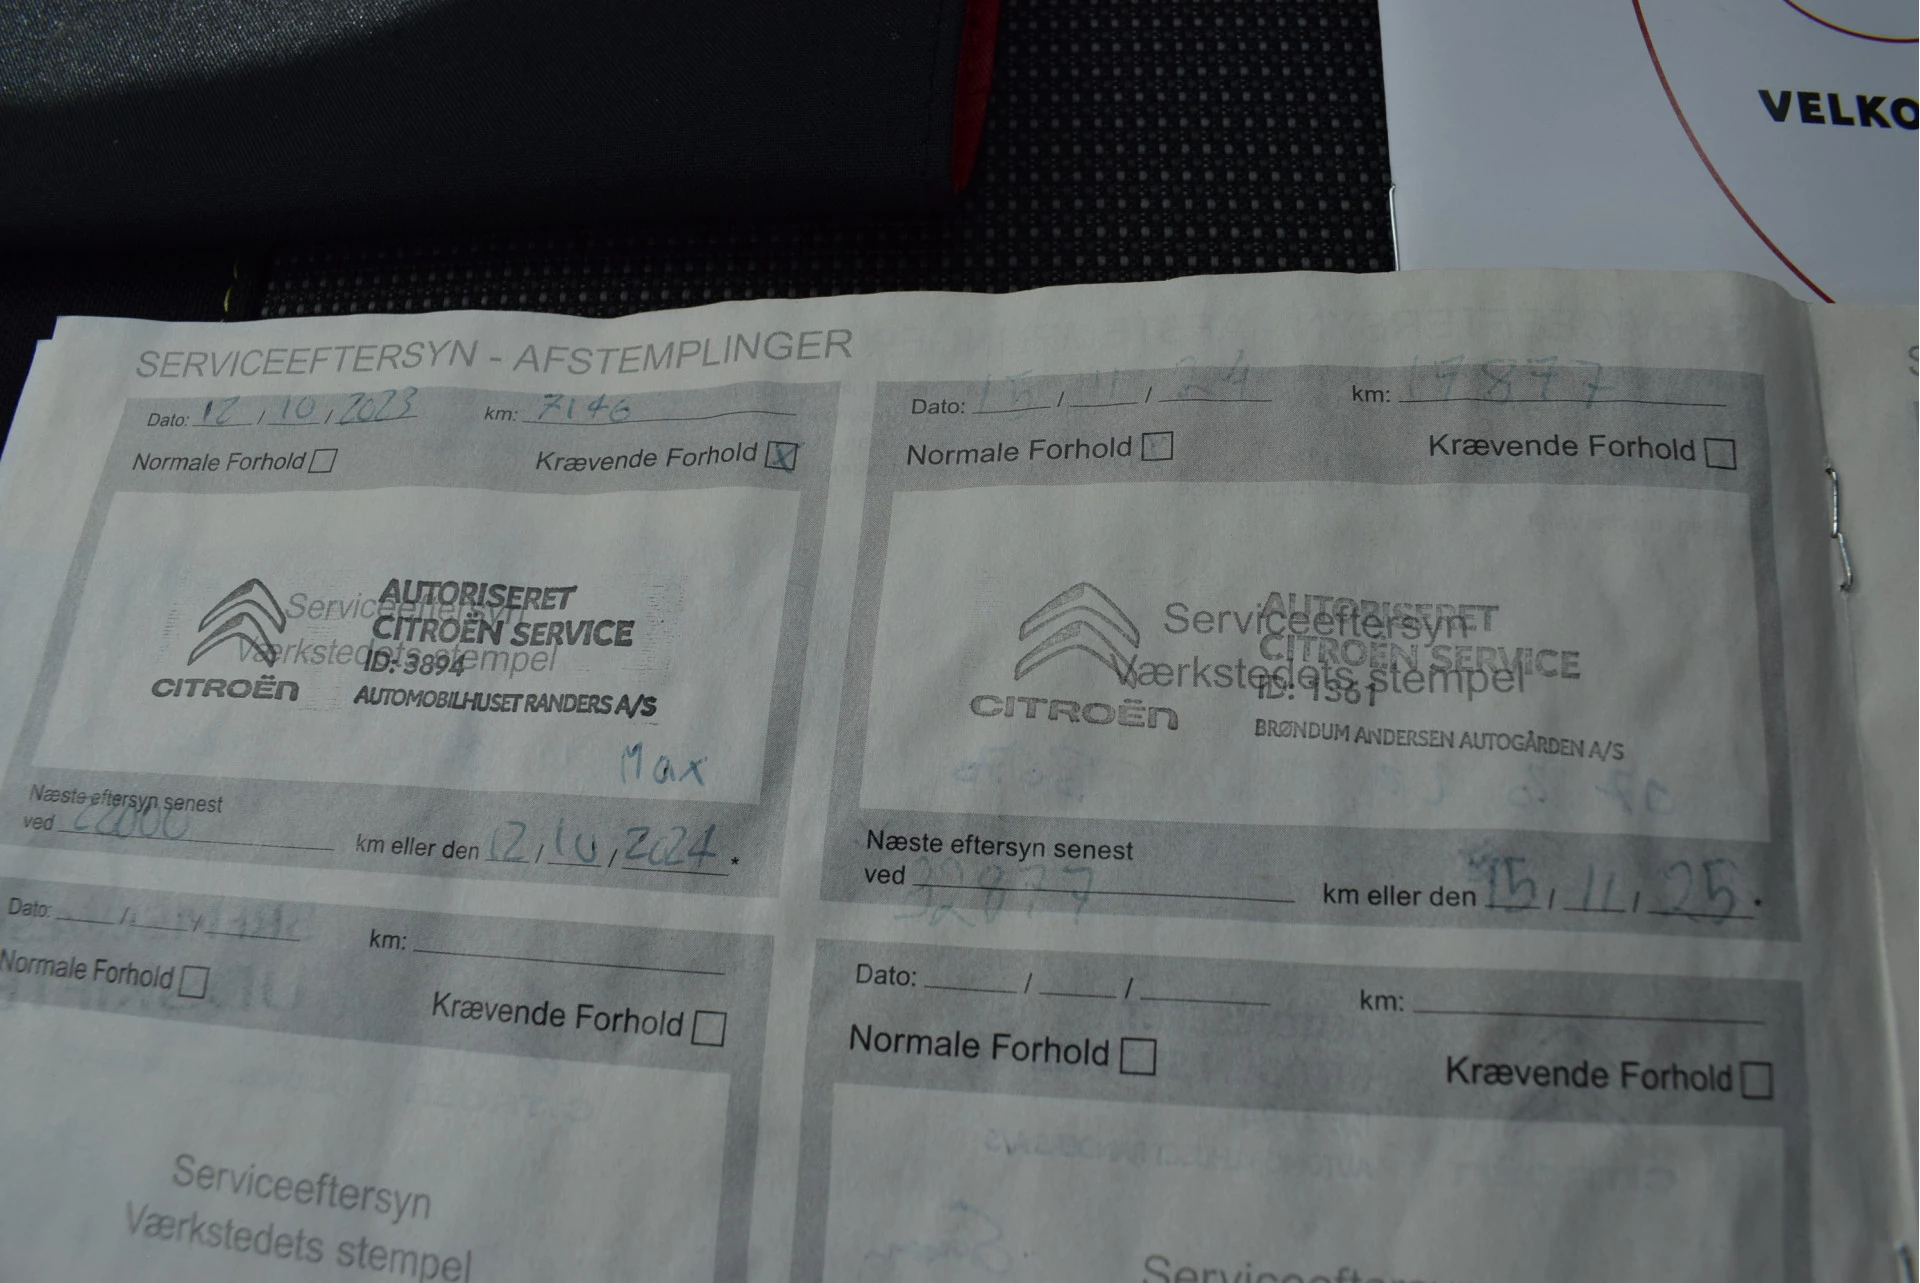 VELKO
SERVICEEFTERSYN - AFSTEMPLINGER
Dato: 12 / 10 / 2023 km: 7146
Normale Forhold Krævende Forhold X
Serviceeftersyn
Værkstedets stempel
AUTORISERET
CITROËN SERVICE
ID: 3894
CITROËN AUTOMOBILHUSET RANDERS A/S
Max
Næste eftersyn senest
ved 22000 km eller den 12 / 10 / 2024 *
Dato: 15 / 11 / 24 km: 19877
Normale Forhold Krævende Forhold
Serviceeftersyn
Værkstedets stempel
AUTORISERET
CITROËN SERVICE
ID: 1361
CITROËN BRØNDUM ANDERSEN AUTOGÅRDEN A/S
Næste eftersyn senest
ved 32877 km eller den 15 / 11 / 25 *
Dato: / / km:
Normale Forhold Krævende Forhold
Serviceeftersyn
Værkstedets stempel
Dato: / / km:
Normale Forhold Krævende Forhold